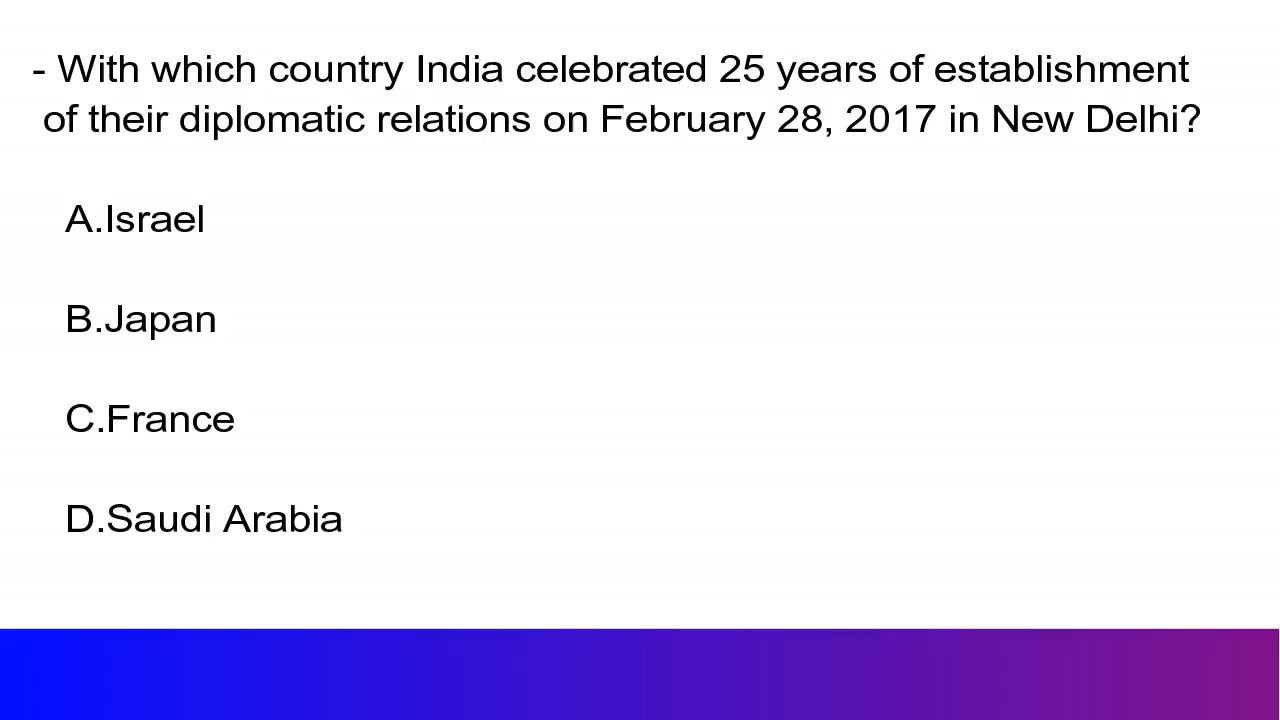 - With which country India celebrated 25 years of establishment
of their diplomatic relations on February 28, 2017 in New Delhi?
A.Israel
B.Japan
C.France
D.Saudi Arabia